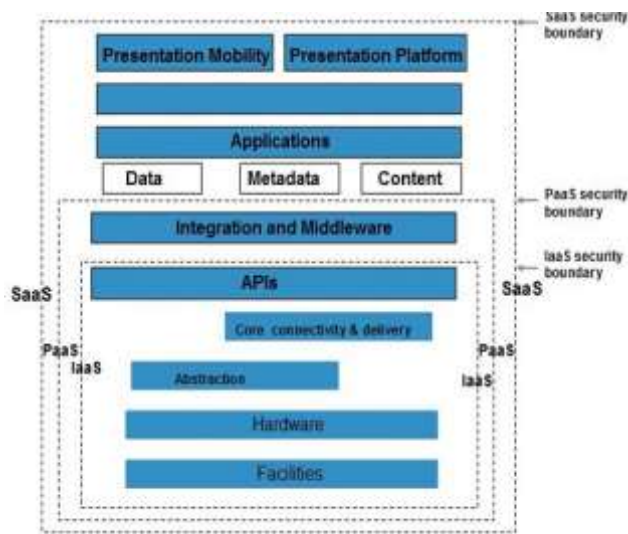 SaaS security
boundary
Presentation Mobility
Presentation Platform
Applications
Data
Metadata
Content
PaaS security
boundary
Integration and Middleware
IaaS security
boundary
APIs
SaaS
SaaS
Core connectivity & delivery
PaaS
PaaS
IaaS
IaaS
Abstraction
Hardware
Facilities